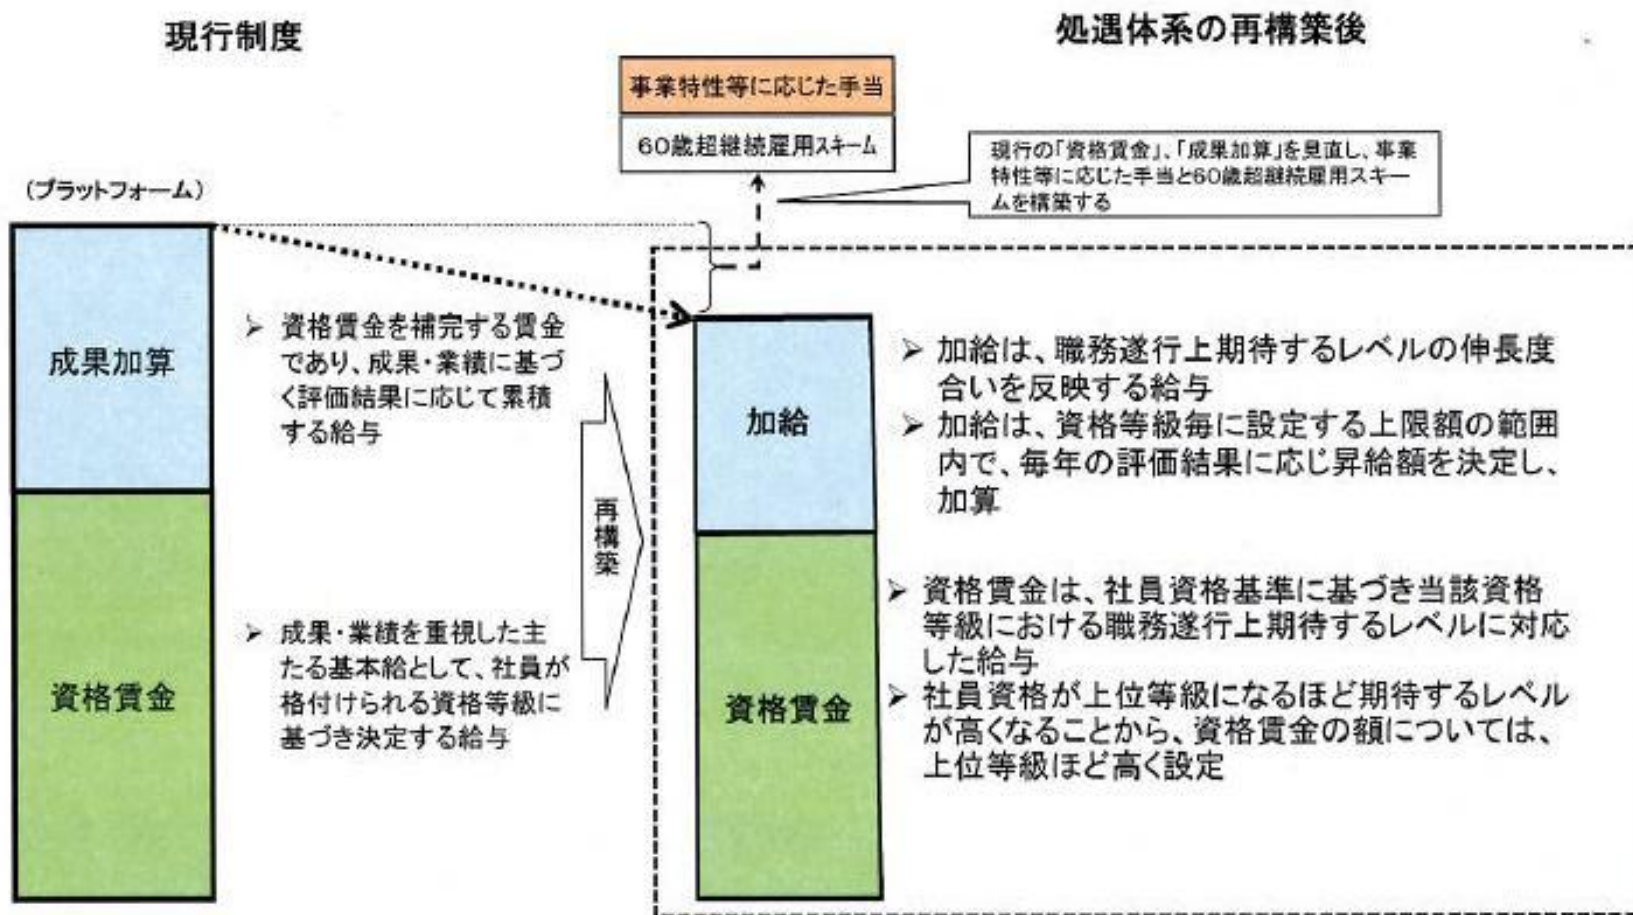 現行制度
処遇体系の再構築後
事業特性等に応じた手当
60歳超継続雇用スキーム
現行の「資格賃金」、「成果加算」を見直し、事業
特性等に応じた手当と60歳超継続雇用スキー
ムを構築する
(プラットフォーム)
成果加算
➢ 資格賃金を補完する賃金
であり、成果・業績に基づ
く評価結果に応じて累積
する給与
資格賃金
➢ 成果・業績を重視した主
たる基本給として、社員が
格付けられる資格等級に
基づき決定する給与
再構築
加給
➢ 加給は、職務遂行上期待するレベルの伸長度
合いを反映する給与
➢ 加給は、資格等級毎に設定する上限額の範囲
内で、毎年の評価結果に応じ昇給額を決定し、
加算
資格賃金
➢ 資格賃金は、社員資格基準に基づき当該資格
等級における職務遂行上期待するレベルに対応
した給与
➢ 社員資格が上位等級になるほど期待するレベル
が高くなることから、資格賃金の額については、
上位等級ほど高く設定